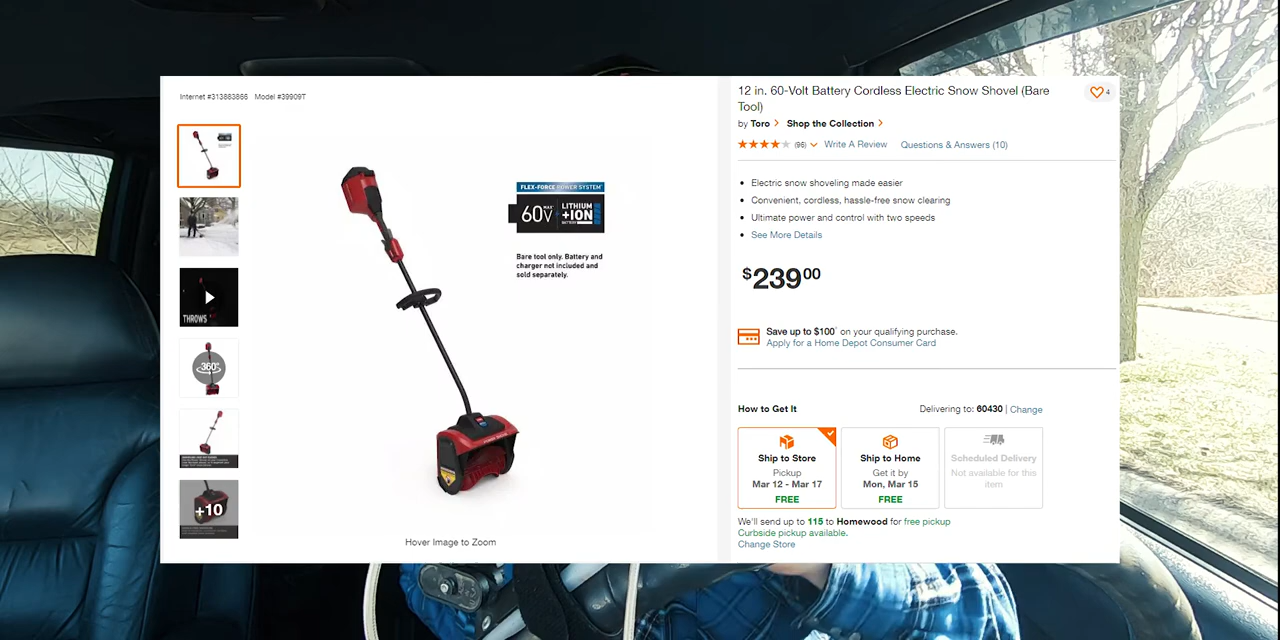 Internet #313883866 Model #39909T
THROWS
360°
+10
FLEX-FORCE POWER SYSTEM
60V MAX LITHIUM
+ION
BATTERY
Bare tool only. Battery and
charger not included and
sold separately.
Hover Image to Zoom
12 in. 60-Volt Battery Cordless Electric Snow Shovel (Bare
Tool)
4
by Toro > Shop the Collection >
(96) Write A Review Questions & Answers (10)
• Electric snow shoveling made easier
• Convenient, cordless, hassle-free snow clearing
• Ultimate power and control with two speeds
• See More Details
$23900
Save up to $100* on your qualifying purchase.
Apply for a Home Depot Consumer Card
How to Get It
Delivering to: 60430 | Change
Ship to Store
Pickup
Mar 12 - Mar 17
FREE
Ship to Home
Get it by
Mon, Mar 15
FREE
Scheduled Delivery
Not available for this
item
We'll send up to 115 to Homewood for free pickup
Curbside pickup available.
Change Store